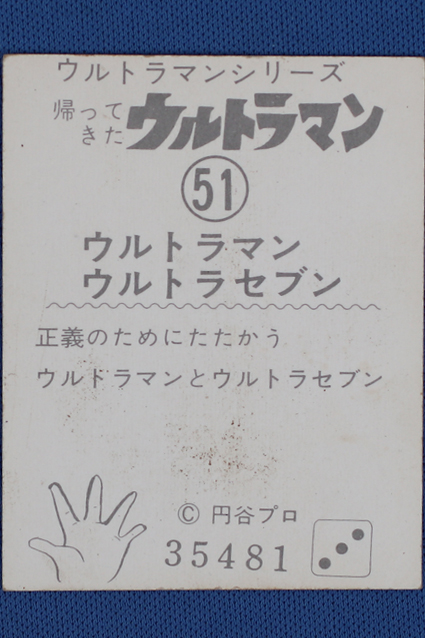 ウルトラマンシリーズ
帰って
きた
ウルトラマン
51
ウルトラマン
ウルトラセブン
正義のためにたたかう
ウルトラマンとウルトラセブン
© 円谷プロ
35481